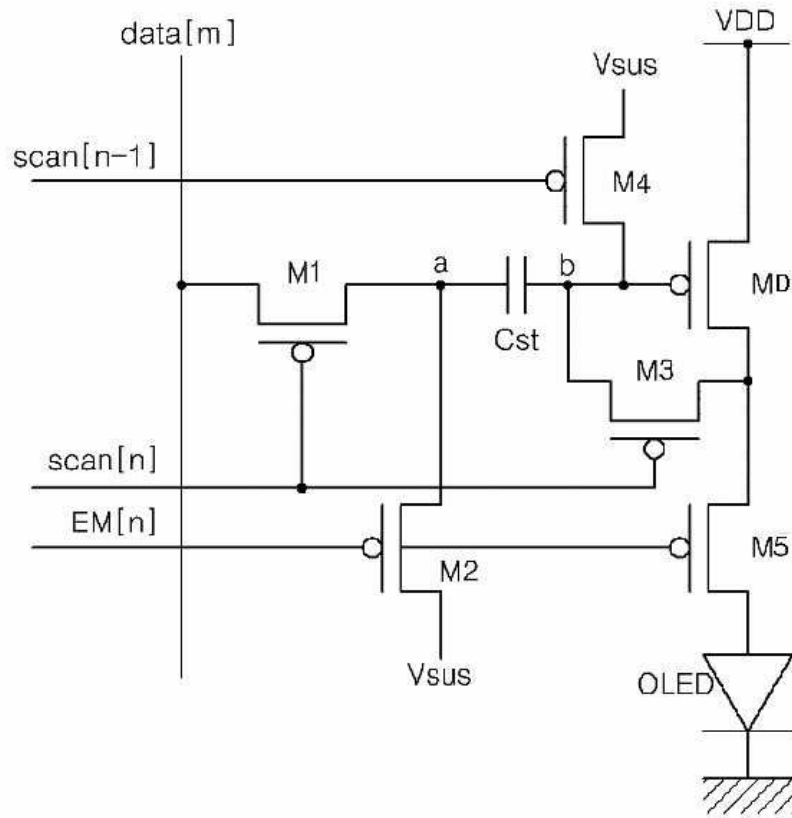 data[m]
VDD
Vsus
scan[n-1]
M4
M1
a
b
MD
Cst
M3
scan[n]
EM[n]
M2
M5
Vsus
OLED